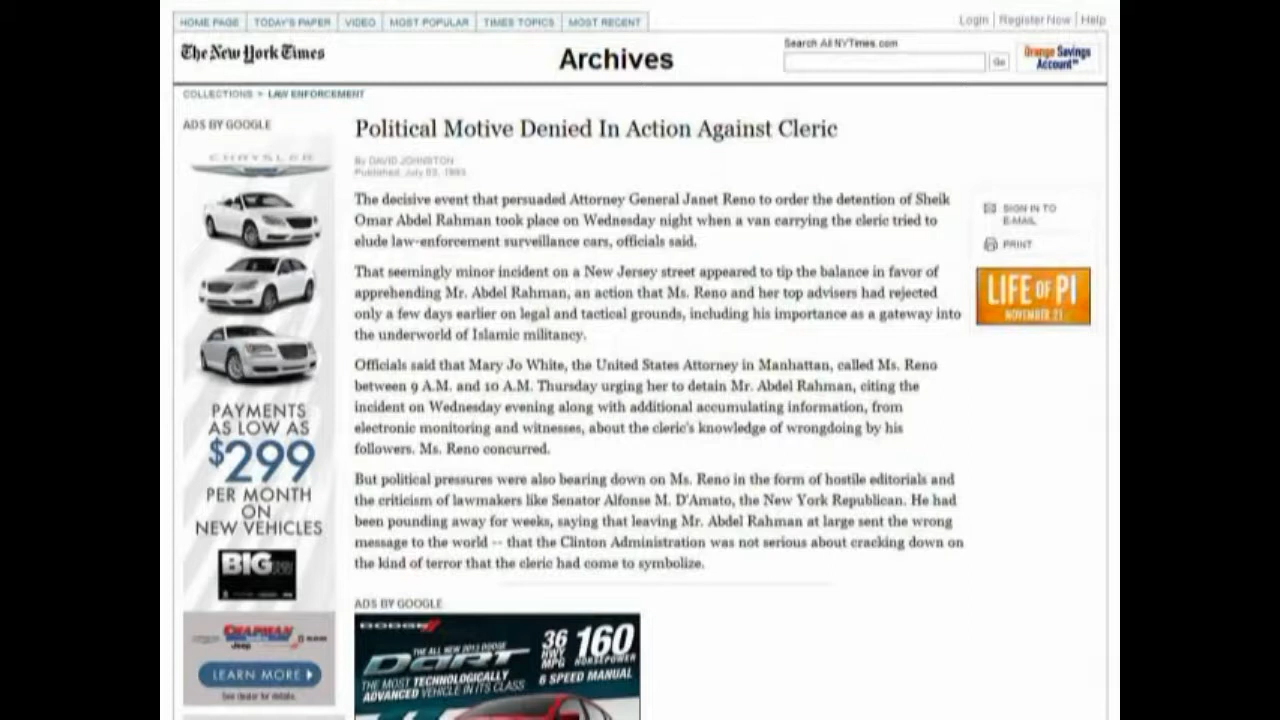 HOME PAGE TODAY'S PAPER VIDEO MOST POPULAR TIMES TOPICS MOST RECENT
Login Register Now Help
The New York Times
Archives
Search All NYTimes.com
Go
Orange Savings
Account
COLLECTIONS > LAW ENFORCEMENT
ADS BY GOOGLE
CHRYSLER
PAYMENTS
AS LOW AS
$299
PER MONTH
ON
NEW VEHICLES
BIG
CHAPMAN
Jeep
LEARN MORE
See dealer for details.
Political Motive Denied In Action Against Cleric
By DAVID JOHNSTON
Published: July 03, 1993
The decisive event that persuaded Attorney General Janet Reno to order the detention of Sheik
Omar Abdel Rahman took place on Wednesday night when a van carrying the cleric tried to
elude law-enforcement surveillance cars, officials said.
That seemingly minor incident on a New Jersey street appeared to tip the balance in favor of
apprehending Mr. Abdel Rahman, an action that Ms. Reno and her top advisers had rejected
only a few days earlier on legal and tactical grounds, including his importance as a gateway into
the underworld of Islamic militancy.
Officials said that Mary Jo White, the United States Attorney in Manhattan, called Ms. Reno
between 9 A.M. and 10 A.M. Thursday urging her to detain Mr. Abdel Rahman, citing the
incident on Wednesday evening along with additional accumulating information, from
electronic monitoring and witnesses, about the cleric's knowledge of wrongdoing by his
followers. Ms. Reno concurred.
But political pressures were also bearing down on Ms. Reno in the form of hostile editorials and
the criticism of lawmakers like Senator Alfonse M. D'Amato, the New York Republican. He had
been pounding away for weeks, saying that leaving Mr. Abdel Rahman at large sent the wrong
message to the world -- that the Clinton Administration was not serious about cracking down on
the kind of terror that the cleric had come to symbolize.
SIGN IN TO
E-MAIL
PRINT
LIFE OF PI
NOVEMBER 21
ADS BY GOOGLE
DODGE
THE ALL NEW 2013 DODGE
DART
THE MOST TECHNOLOGICALLY
ADVANCED VEHICLE IN ITS CLASS
36 HWY MPG
160 HORSEPOWER
6 SPEED MANUAL